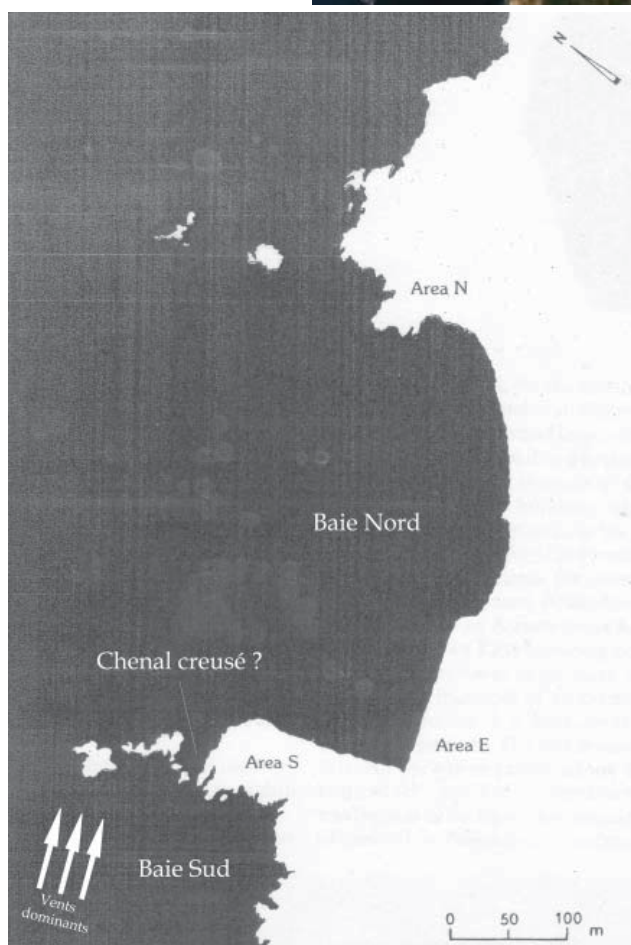 N
Area N
Baie Nord
Chenal creusé ?
Area S
Area E
Baie Sud
Vents
dominants
0 50 100
m